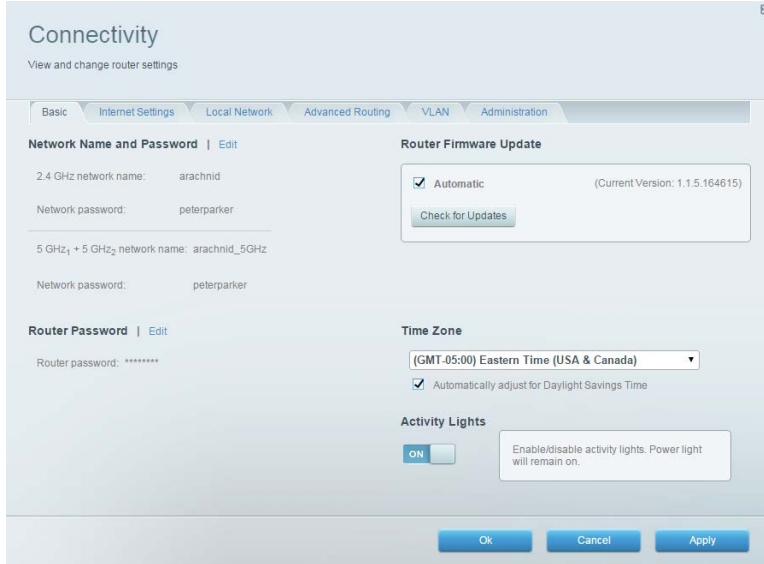 Connectivity
View and change router settings
Basic
Internet Settings
Local Network
Advanced Routing
VLAN
Administration
Network Name and Password | Edit
2.4 GHz network name: arachnid
Network password: peterparker
5 GHz1 + 5 GHz2 network name: arachnid_5GHz
Network password: peterparker
Router Password | Edit
Router password: ********
Router Firmware Update
Automatic
(Current Version: 1.1.5.164615)
Check for Updates
Time Zone
(GMT-05:00) Eastern Time (USA & Canada)
Automatically adjust for Daylight Savings Time
Activity Lights
ON
Enable/disable activity lights. Power light
will remain on.
Ok
Cancel
Apply